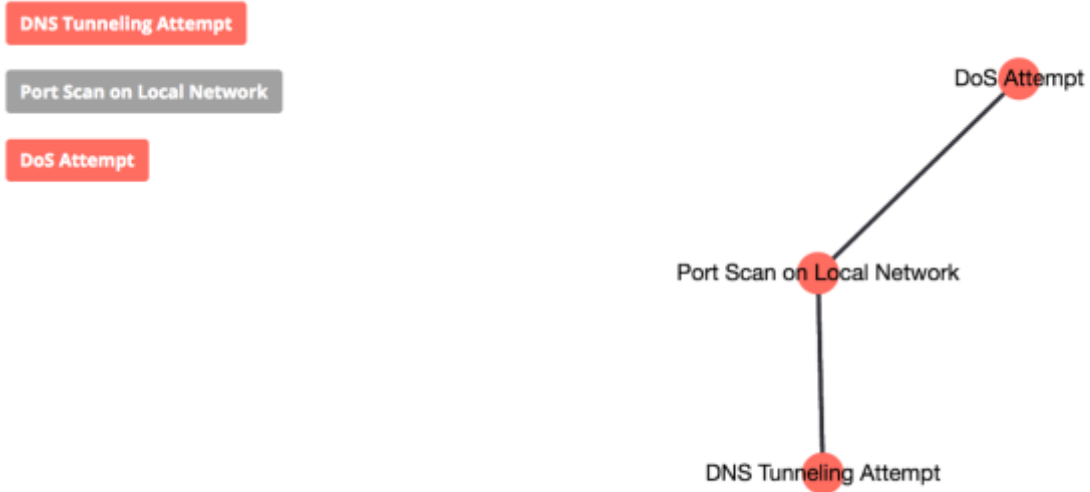 DNS Tunneling Attempt
Port Scan on Local Network
DoS Attempt
DoS Attempt
Port Scan on Local Network
DNS Tunneling Attempt